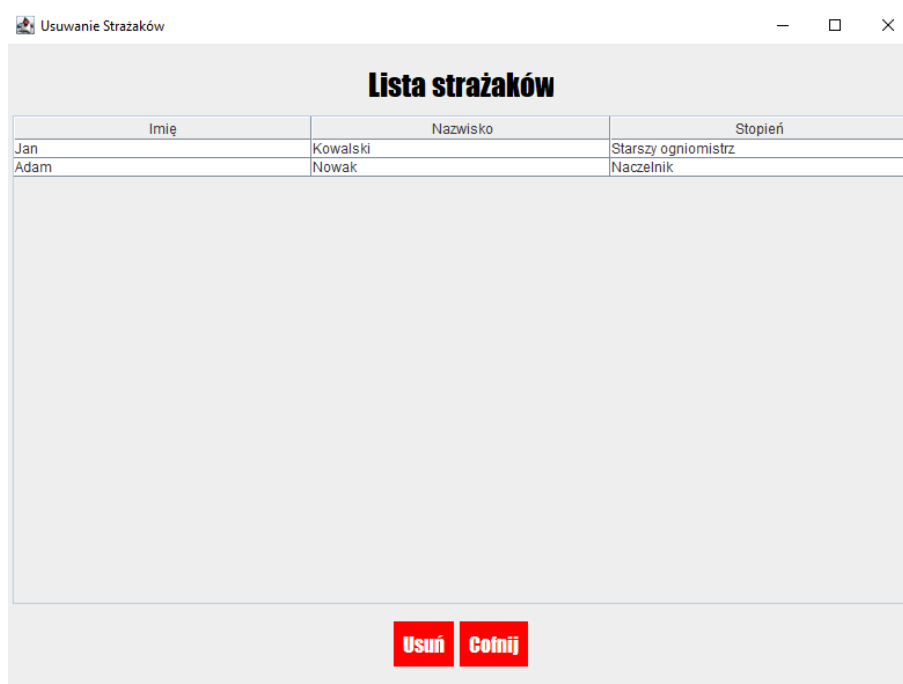 Usuwanie Strażaków
Lista strażaków
Imię Nazwisko Stopień
Jan Kowalski Starszy ogniomistrz
Adam Nowak Naczelnik
Usuń Cofnij